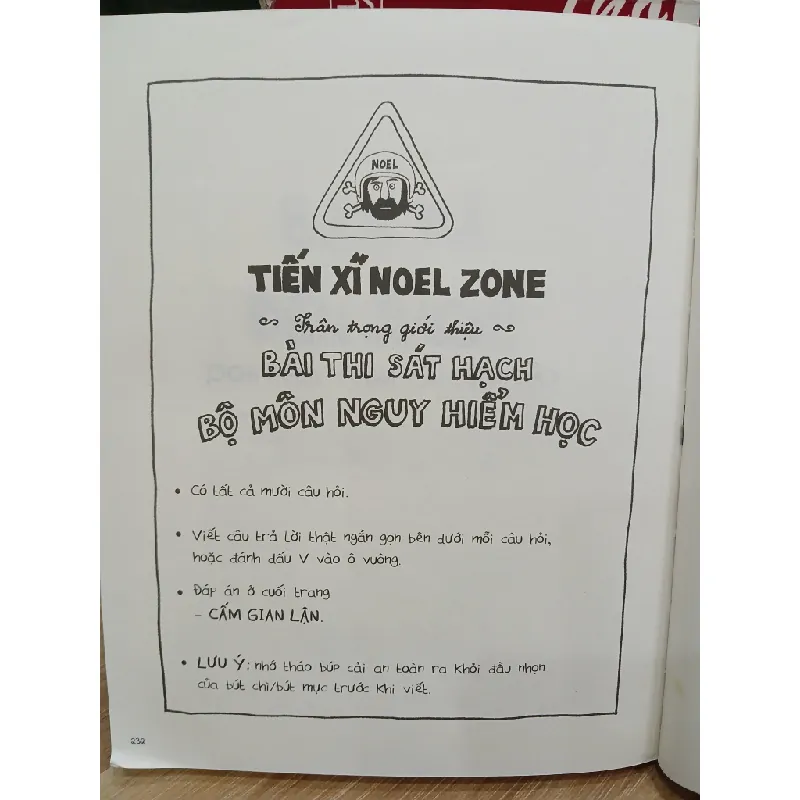 NOEL
TIẾN XĨ NOEL ZONE
Trân trọng giới thiệu
BÀI THI SÁT HẠCH
BỘ MÔN NGUY HIỂM HỌC
• Có tất cả mười câu hỏi.
• Viết câu trả lời thật ngắn gọn bên dưới mỗi câu hỏi,
hoặc đánh dấu V vào ô vuông.
• Đáp án ở cuối trang
– CẤM GIAN LẬN.
• LƯU Ý: nhớ tháo búp cải an toàn ra khỏi đầu nhọn
của bút chì/bút mực trước khi viết.
232